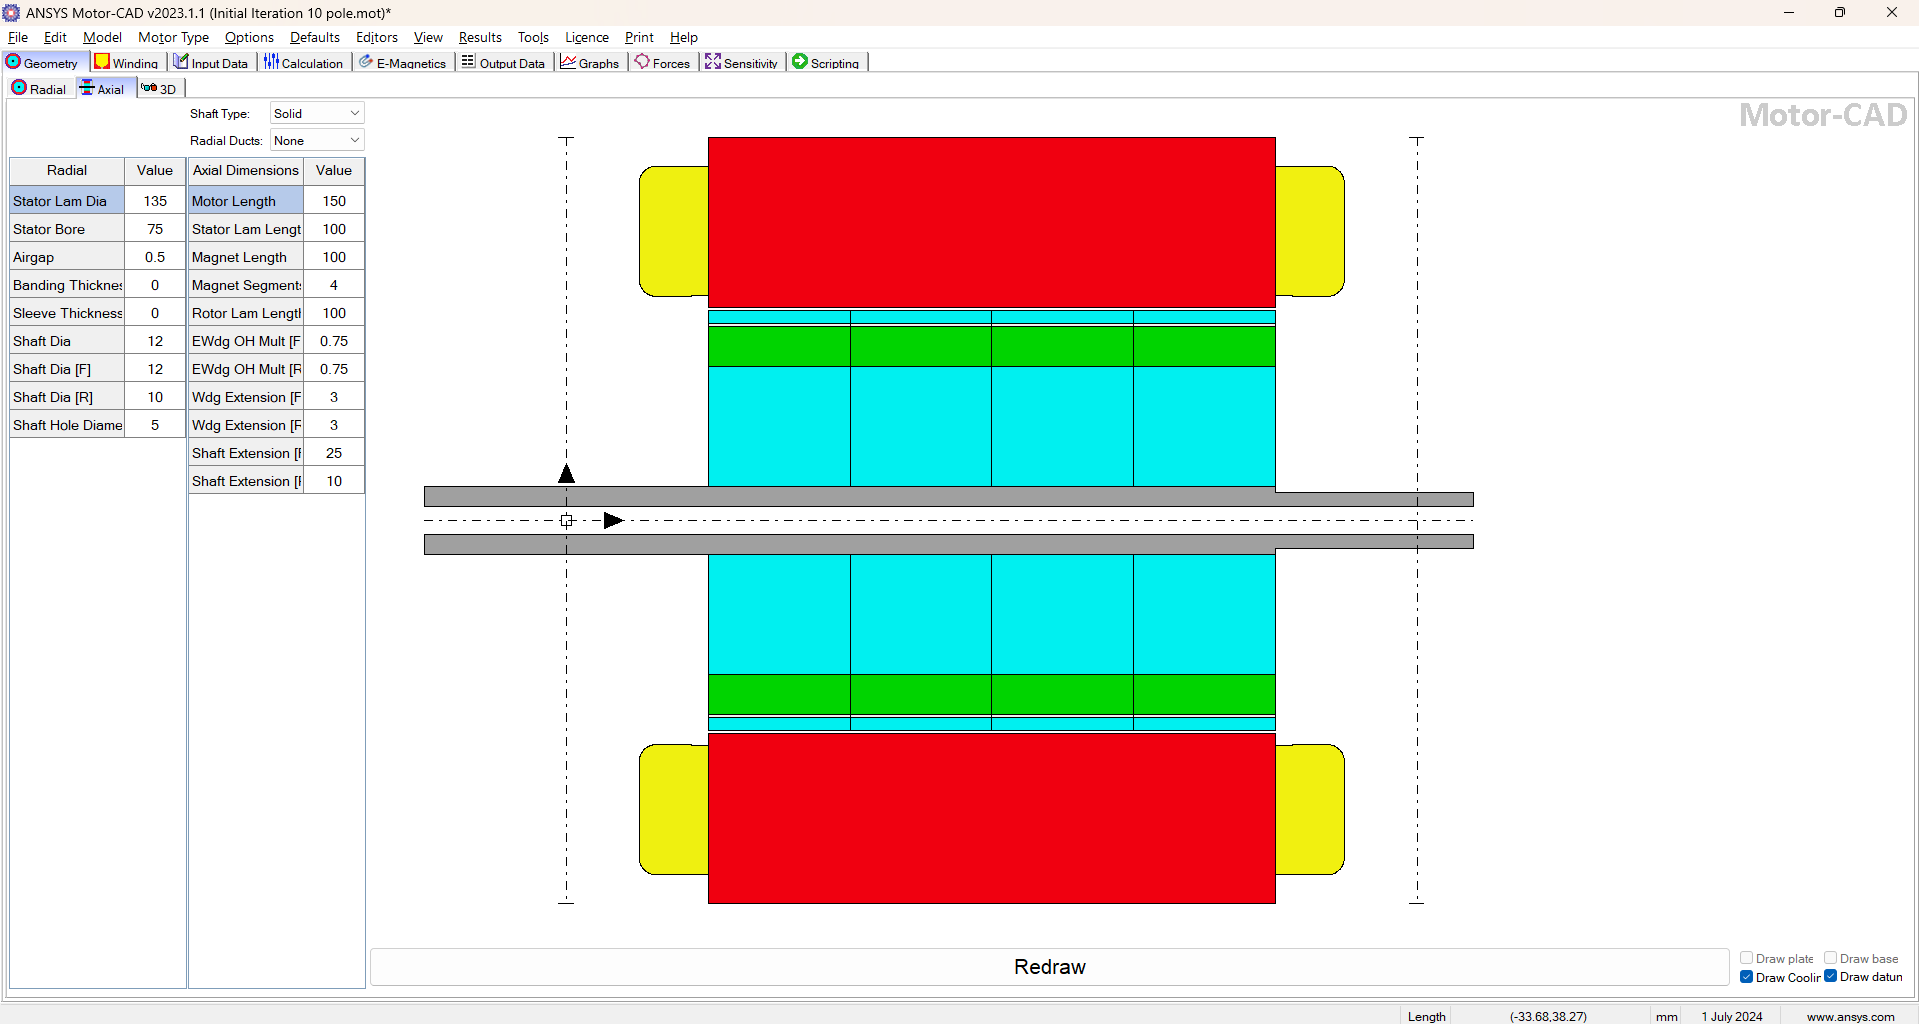 ANSYS Motor-CAD v2023.1.1 (Initial Iteration 10 pole.mot)*
File Edit Model Motor Type Options Defaults Editors View Results Tools Licence Print Help
Geometry Winding Input Data Calculation E-Magnetics Output Data Graphs Forces Sensitivity Scripting
Radial Axial 3D
Shaft Type: Solid
Radial Ducts: None
Motor-CAD
Radial Value Axial Dimensions Value
Stator Lam Dia 135 Motor Length 150
Stator Bore 75 Stator Lam Lengt 100
Airgap 0.5 Magnet Length 100
Banding Thicknes 0 Magnet Segments 4
Sleeve Thickness 0 Rotor Lam Length 100
Shaft Dia 12 EWdg OH Mult [F 0.75
Shaft Dia [F] 12 EWdg OH Mult [R 0.75
Shaft Dia [R] 10 Wdg Extension [F 3
Shaft Hole Diame 5 Wdg Extension [R 3
Shaft Extension [F 25
Shaft Extension [R 10
Redraw
Draw plate Draw base
Draw Coolin Draw datun
Length (-33.68,38.27) mm 1 July 2024 www.ansys.com